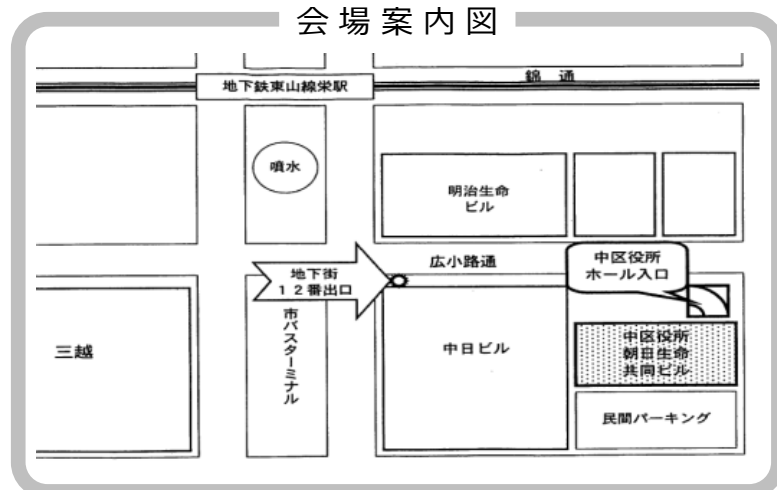 会場案内図
錦通
地下鉄東山線栄駅
噴水
明治生命
ビル
広小路通
中区役所
ホール入口
地下街
12番出口
市バスターミナル
三越
中日ビル
中区役所
朝日生命
共同ビル
民間パーキング